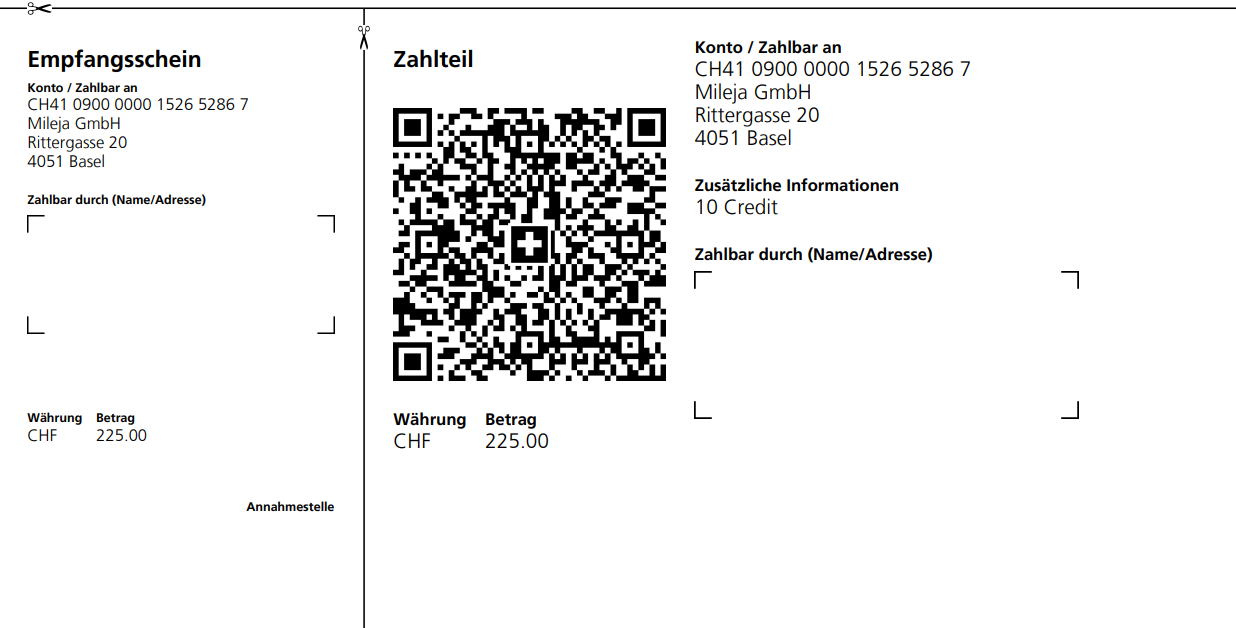 Empfangsschein
Konto / Zahlbar an
CH41 0900 0000 1526 5286 7
Mileja GmbH
Rittergasse 20
4051 Basel
Zahlbar durch (Name/Adresse)
Währung Betrag
CHF 225.00
Annahmestelle
Zahlteil
Währung Betrag
CHF 225.00
Konto / Zahlbar an
CH41 0900 0000 1526 5286 7
Mileja GmbH
Rittergasse 20
4051 Basel
Zusätzliche Informationen
10 Credit
Zahlbar durch (Name/Adresse)